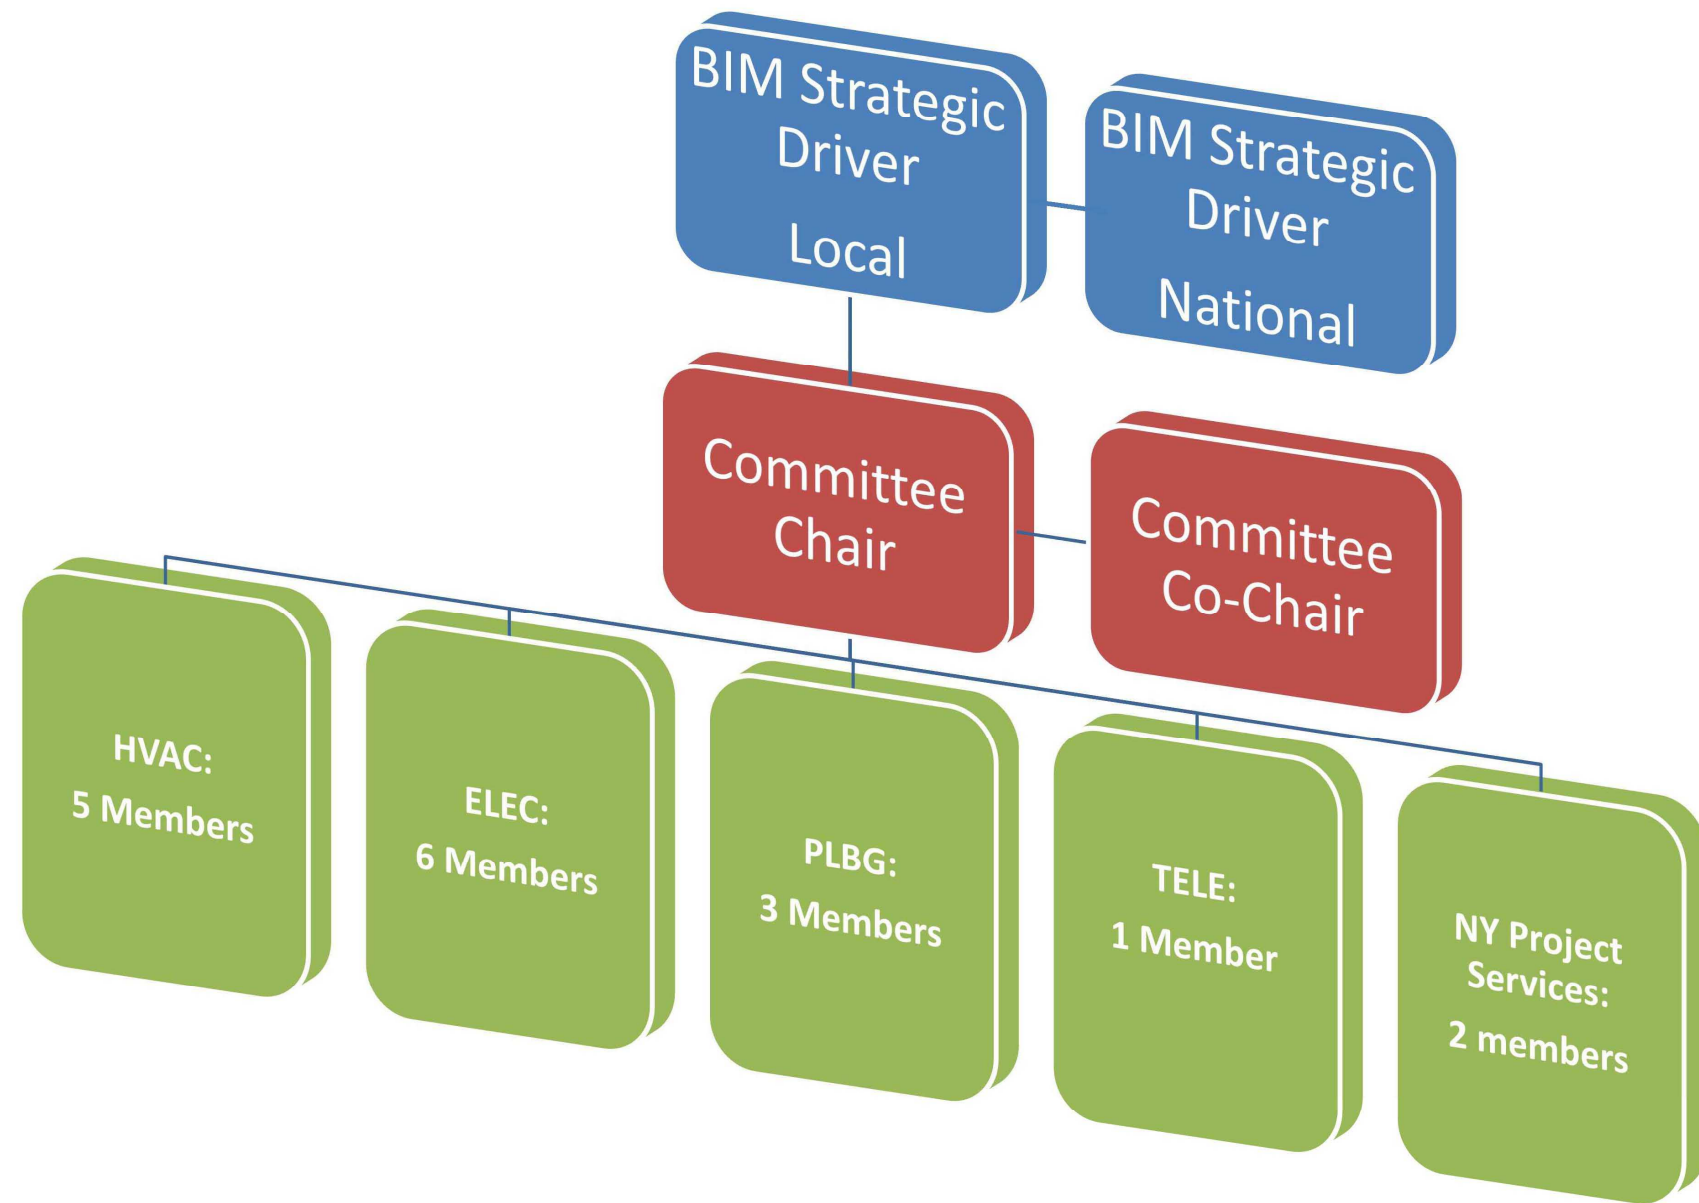 BIM Strategic
Driver
Local
BIM Strategic
Driver
National
Committee
Chair
Committee
Co-Chair
HVAC:
5 Members
ELEC:
6 Members
PLBG:
3 Members
TELE:
1 Member
NY Project
Services:
2 members